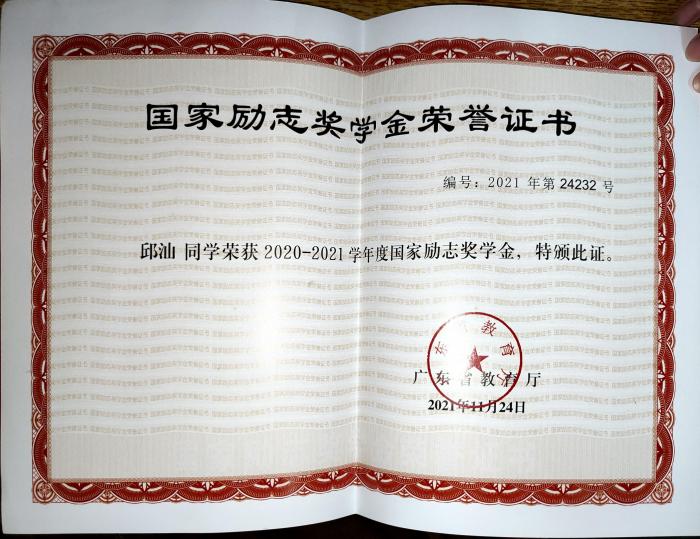 国家励志奖学金荣誉证书
编号：2021 年第 24232 号
邱汕 同学荣获 2020-2021 学年度国家励志奖学金，特颁此证。
广东省教育厅
2021年11月24日